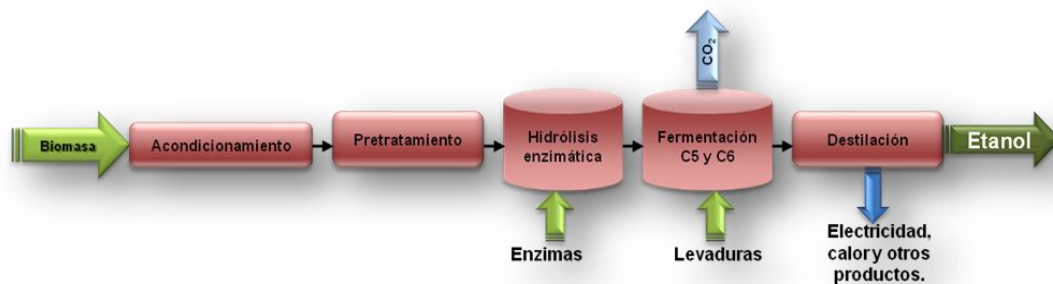 CO₂
Biomasa
Acondicionamiento
Pretratamiento
Hidrólisis
enzimática
Fermentación
C5 y C6
Destilación
Etanol
Enzimas
Levaduras
Electricidad,
calor y otros
productos.